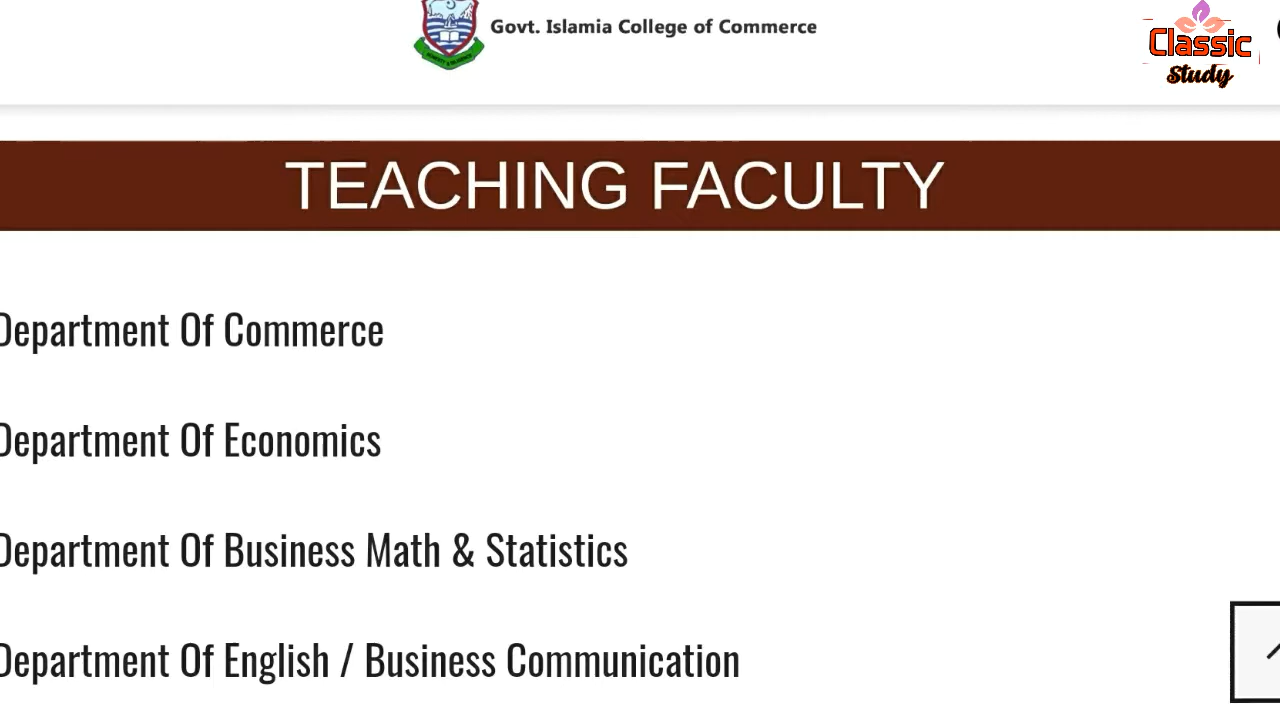 Govt. Islamia College of Commerce
Classic
Study
TEACHING FACULTY
Department Of Commerce
Department Of Economics
Department Of Business Math & Statistics
Department Of English / Business Communication